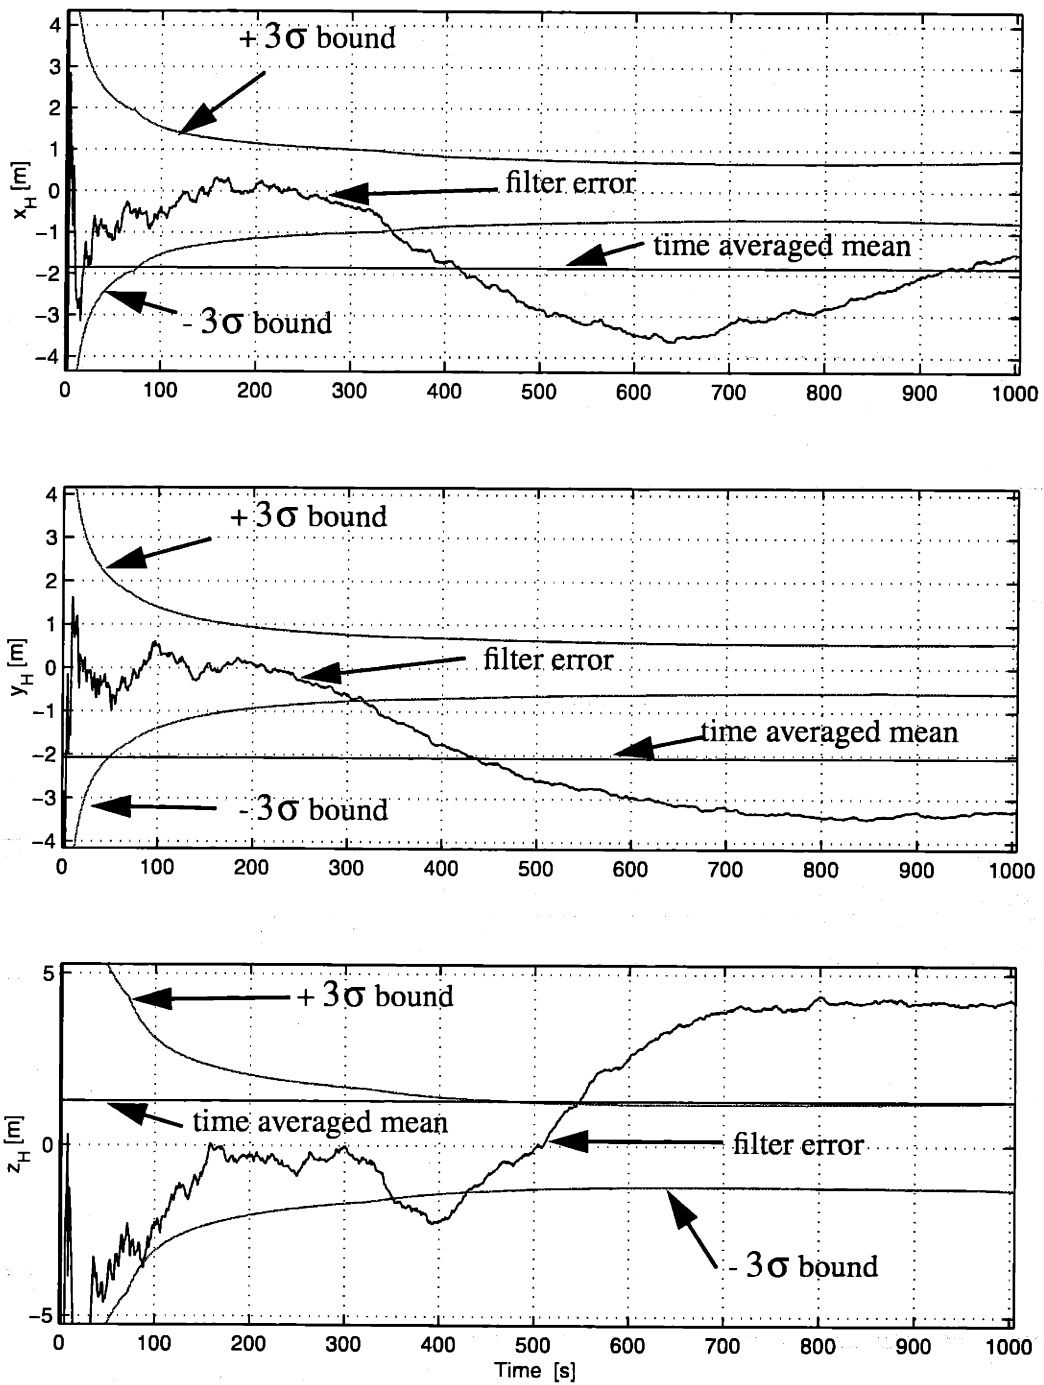 4
+ 3σ bound
3
2
1
x_H [m]
0
filter error
−1
time averaged mean
−2
−3
- 3σ bound
−4
0 100 200 300 400 500 600 700 800 900 1000
4
+ 3σ bound
3
2
1
y_H [m]
0
filter error
−1
time averaged mean
−2
−3
- 3σ bound
−4
0 100 200 300 400 500 600 700 800 900 1000
5
+ 3σ bound
time averaged mean
z_H [m]
0
filter error
- 3σ bound
−5
0 100 200 300 400 500 600 700 800 900 1000
Time [s]